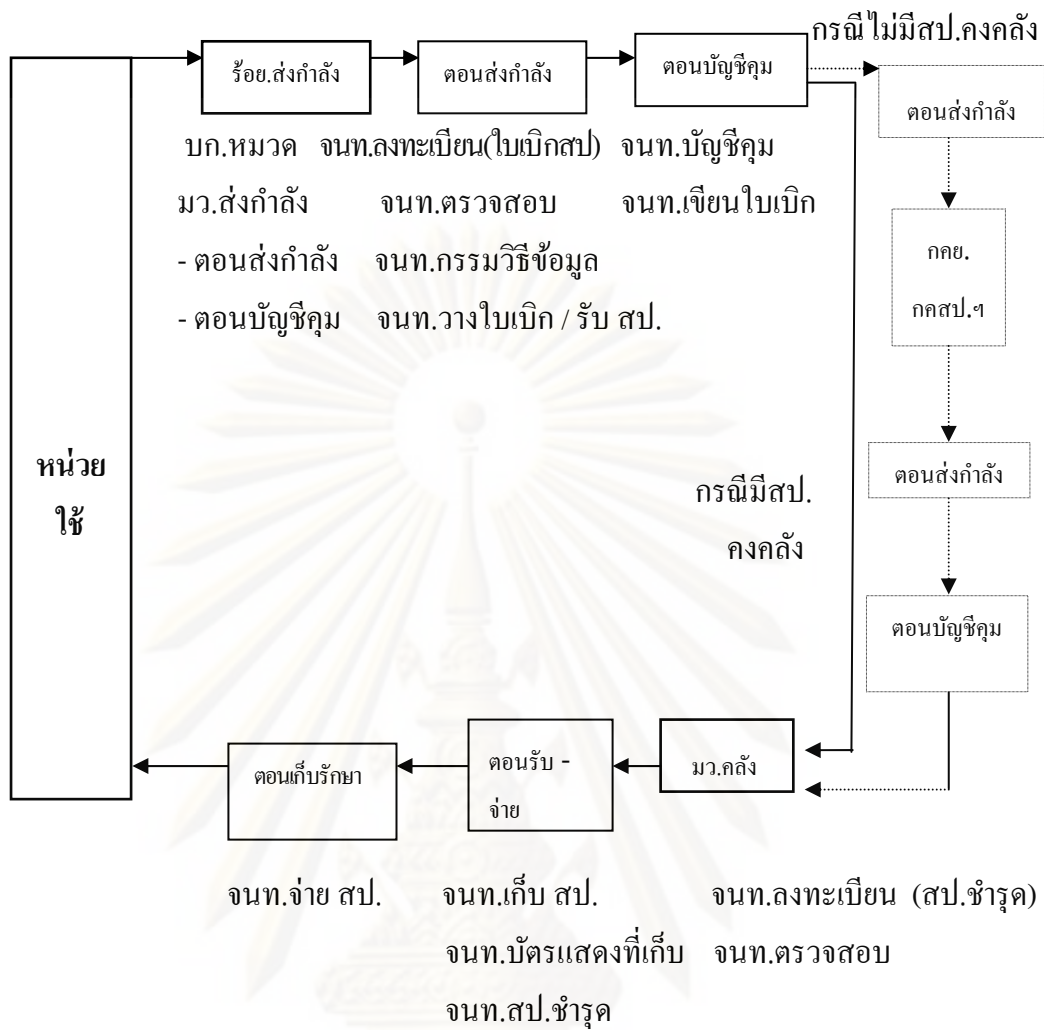 กรณีไม่มีสป.คงคลัง
ร้อย.ส่งกำลัง
ตอนส่งกำลัง
ตอนบัญชีคุม
ตอนส่งกำลัง
บก.หมวด จนท.ลงทะเบียน(ใบเบิกสป) จนท.บัญชีคุม
มว.ส่งกำลัง จนท.ตรวจสอบ จนท.เขียนใบเบิก
- ตอนส่งกำลัง จนท.กรรมวิธีข้อมูล
- ตอนบัญชีคุม จนท.วางใบเบิก / รับ สป.
กคย.
กคสป.ฯ
หน่วย
ใช้
กรณีมีสป.
คงคลัง
ตอนส่งกำลัง
ตอนบัญชีคุม
ตอนเก็บรักษา
ตอนรับ -
จ่าย
มว.คลัง
จนท.จ่าย สป. จนท.เก็บ สป. จนท.ลงทะเบียน (สป.ชำรุด)
จนท.บัตรแสดงที่เก็บ จนท.ตรวจสอบ
จนท.สป.ชำรุด